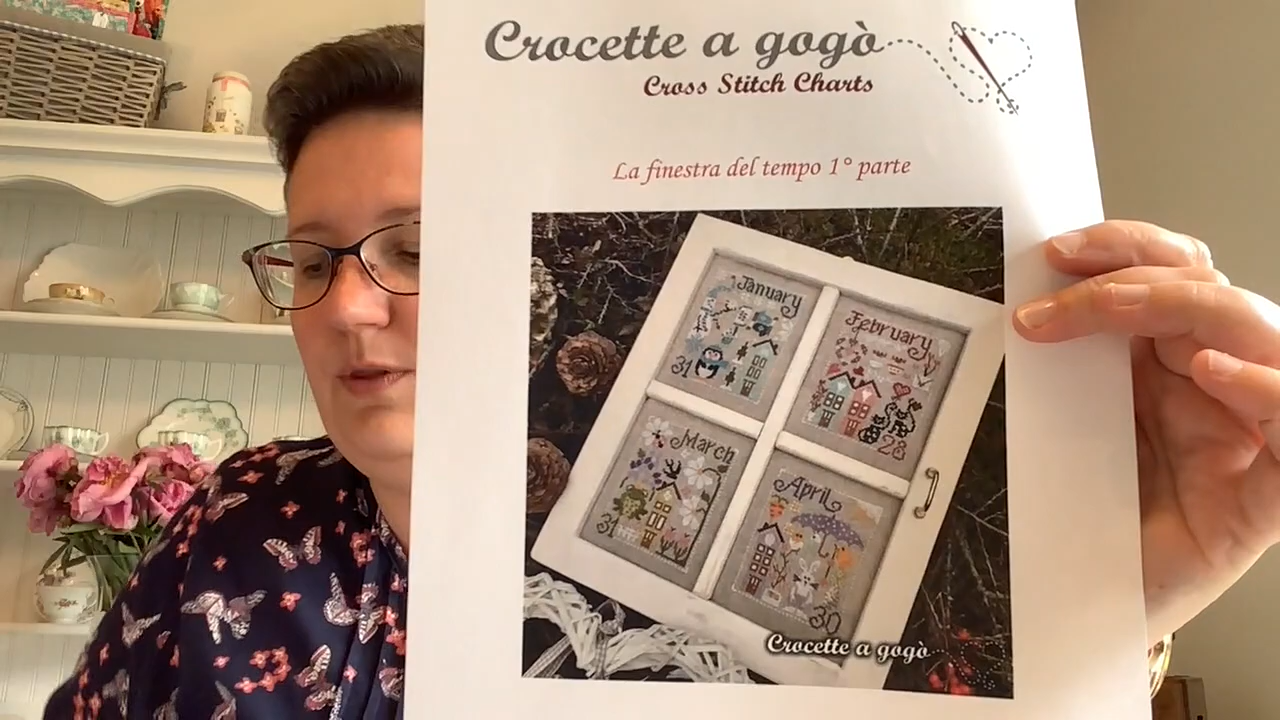 Crocette a gogò
Cross Stitch Charts
La finestra del tempo 1° parte
January
31
February
28
March
31
April
30
Crocette a gogò